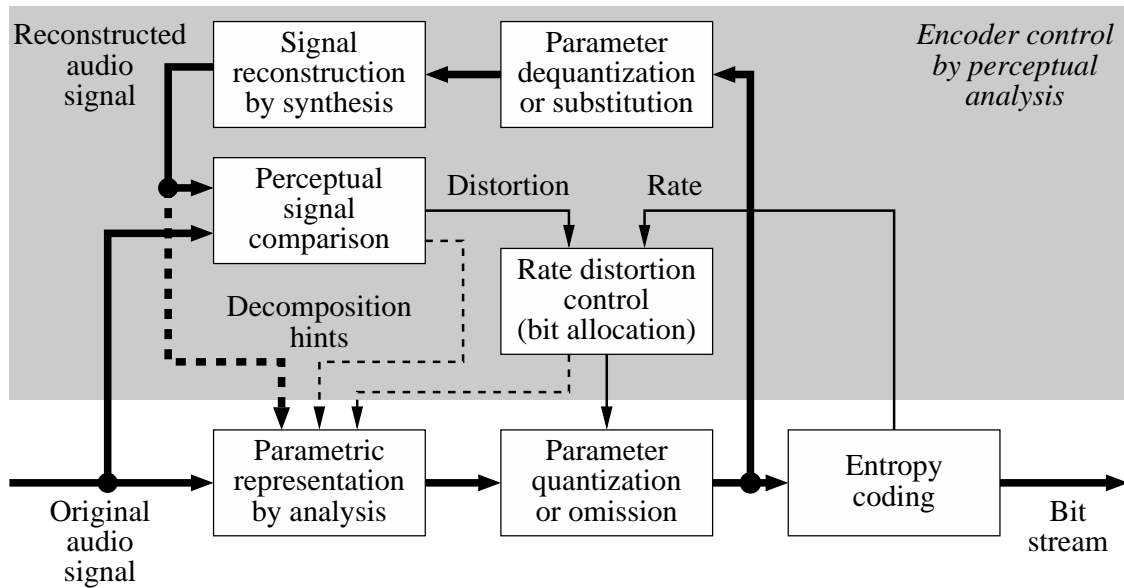 Reconstructed
audio
signal
Signal
reconstruction
by synthesis
Parameter
dequantization
or substitution
Encoder control
by perceptual
analysis
Perceptual
signal
comparison
Distortion
Rate
Rate distortion
control
(bit allocation)
Decomposition
hints
Parametric
representation
by analysis
Parameter
quantization
or omission
Entropy
coding
Original
audio
signal
Bit
stream